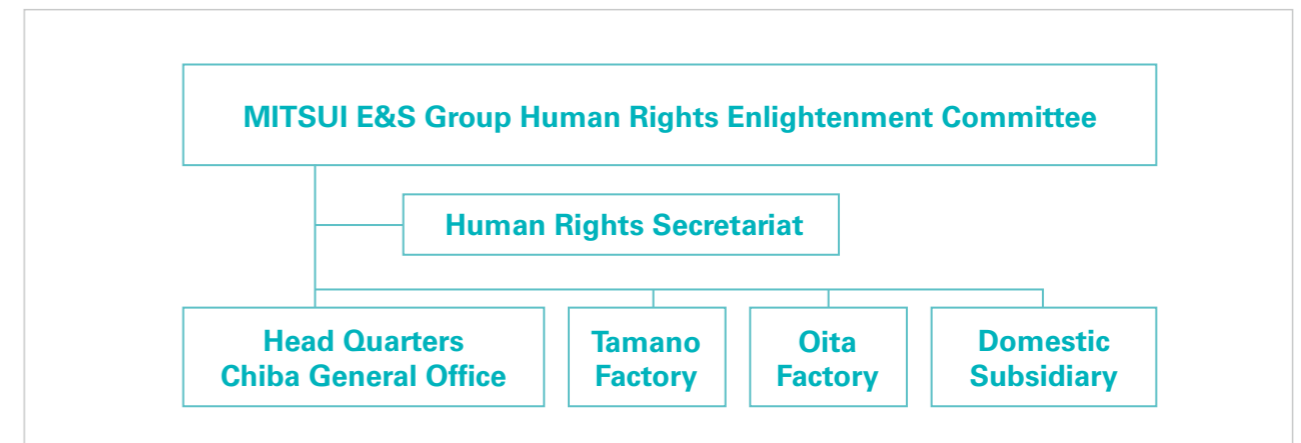 MITSUI E&S Group Human Rights Enlightenment Committee
Human Rights Secretariat
Head Quarters
Chiba General Office
Tamano
Factory
Oita
Factory
Domestic
Subsidiary